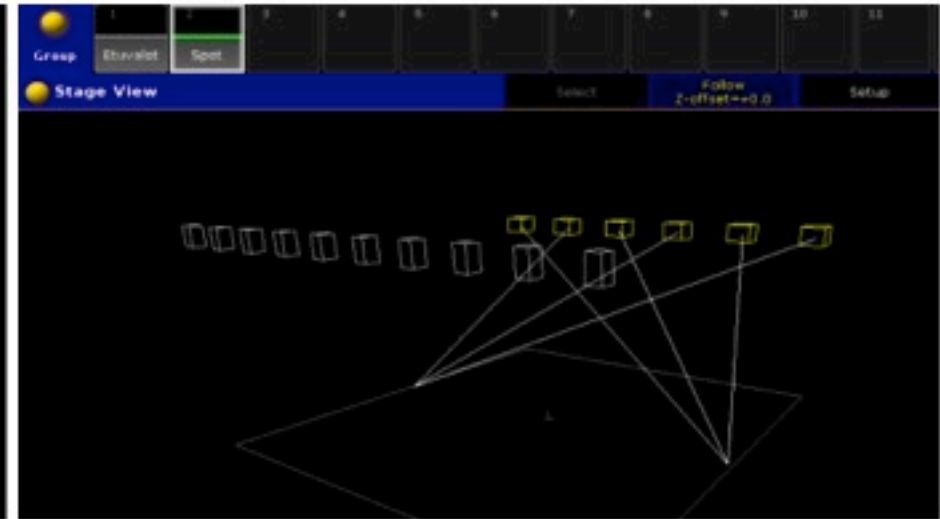 1 2 3 4 5 6 7 8 9 10 11
Group Etuvalot Spot
Stage View Select Follow Setup
Z-offset=+0.0